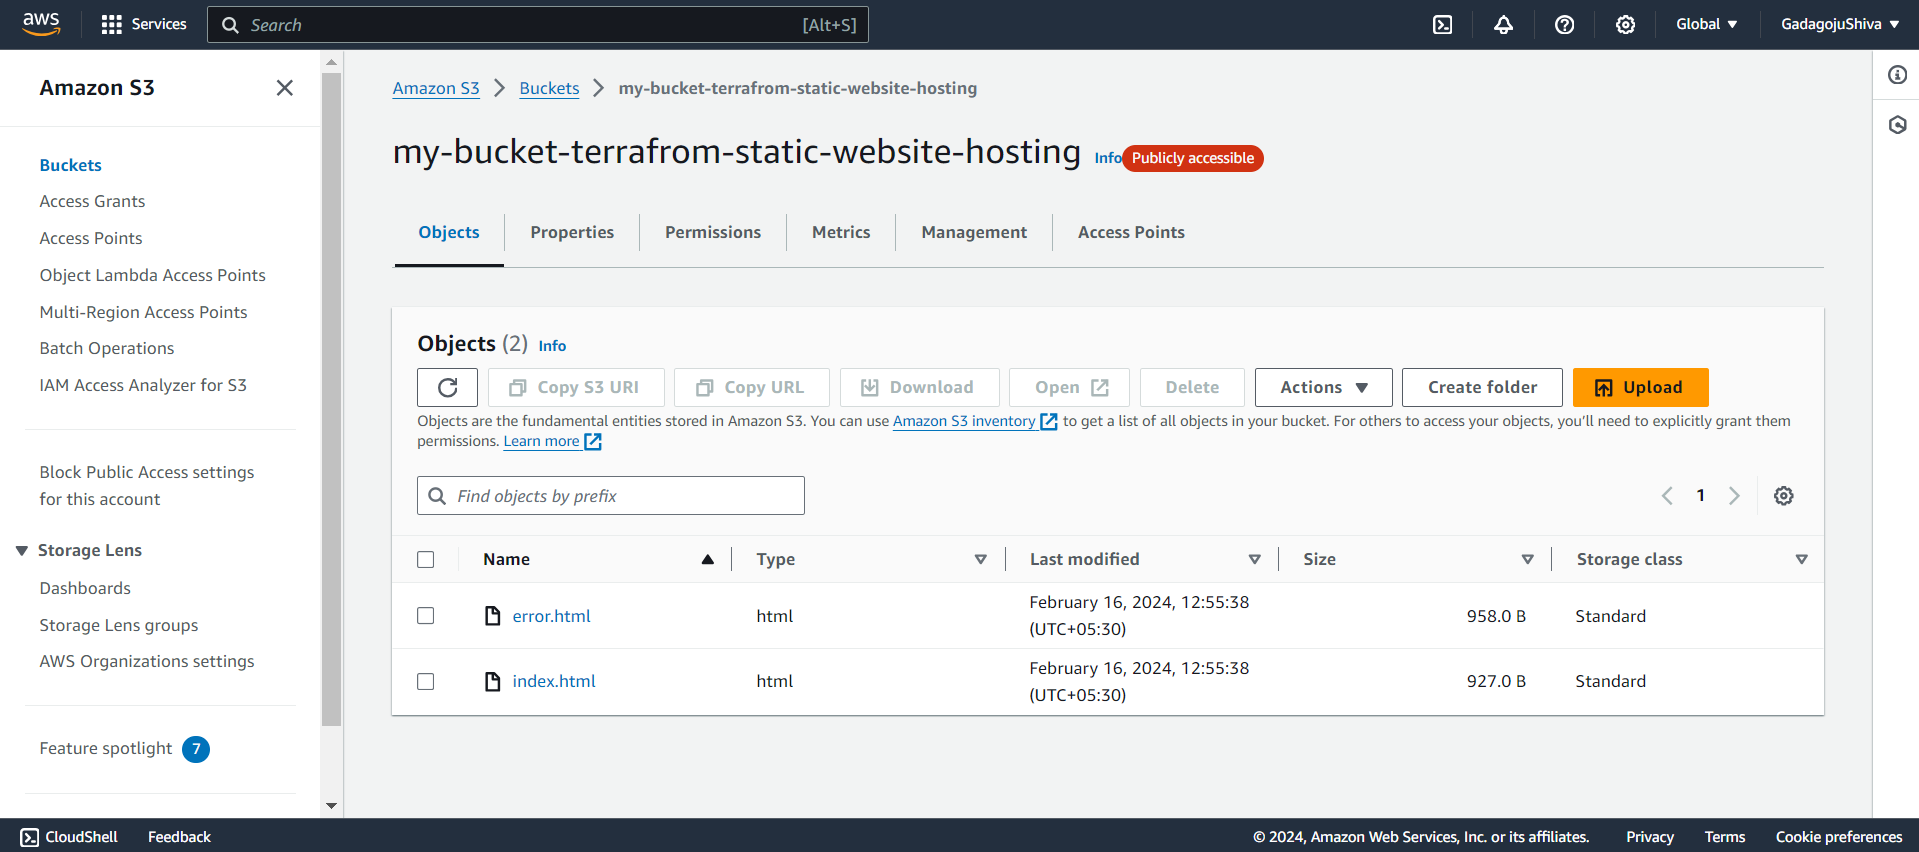 aws
Services
Search
[Alt+S]
Global
GadagojuShiva
Amazon S3
Buckets
Access Grants
Access Points
Object Lambda Access Points
Multi-Region Access Points
Batch Operations
IAM Access Analyzer for S3
Block Public Access settings
for this account
Storage Lens
Dashboards
Storage Lens groups
AWS Organizations settings
Feature spotlight 7
Amazon S3 > Buckets > my-bucket-terrafrom-static-website-hosting
my-bucket-terrafrom-static-website-hosting Info Publicly accessible
Objects
Properties
Permissions
Metrics
Management
Access Points
Objects (2) Info
Copy S3 URI
Copy URL
Download
Open
Delete
Actions
Create folder
Upload
Objects are the fundamental entities stored in Amazon S3. You can use Amazon S3 inventory to get a list of all objects in your bucket. For others to access your objects, you’ll need to explicitly grant them
permissions. Learn more
Find objects by prefix
1
Name Type Last modified Size Storage class
error.html html February 16, 2024, 12:55:38 958.0 B Standard
(UTC+05:30)
index.html html February 16, 2024, 12:55:38 927.0 B Standard
(UTC+05:30)
CloudShell Feedback © 2024, Amazon Web Services, Inc. or its affiliates. Privacy Terms Cookie preferences